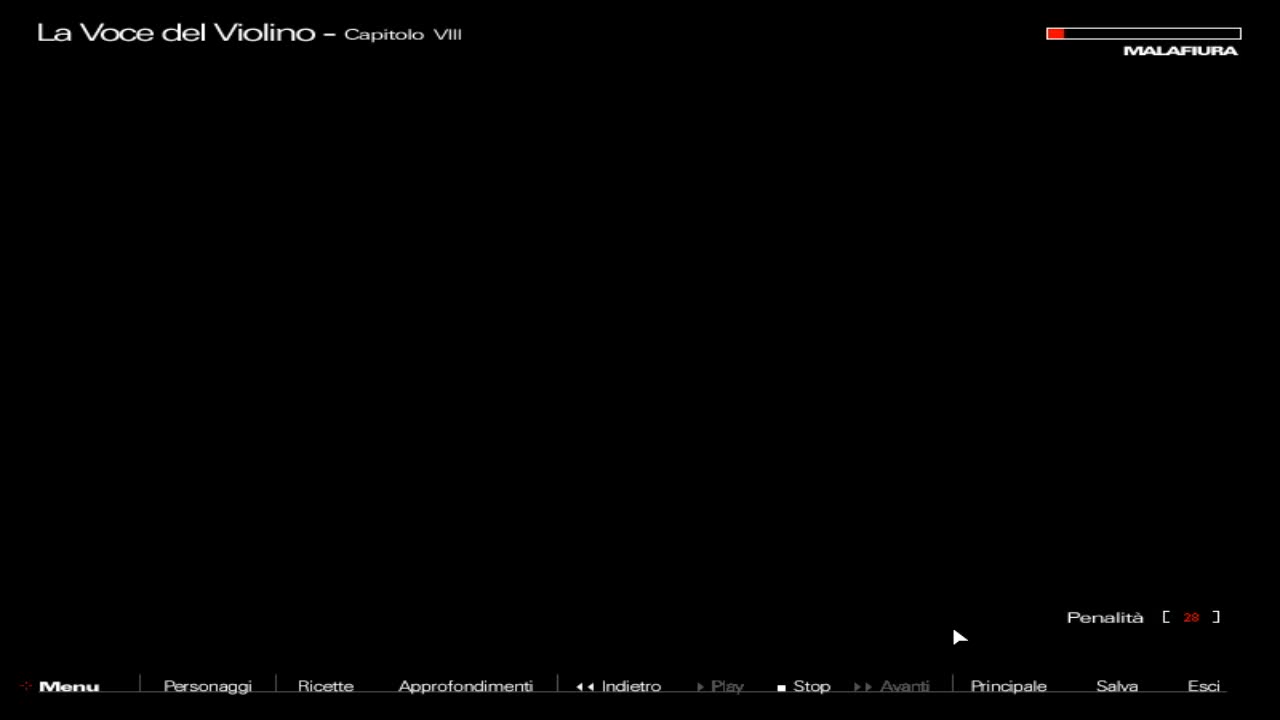 La Voce del Violino - Capitolo VIII
MALAFIURA
Penalità [ 28 ]
Menu Personaggi Ricette Approfondimenti Indietro Play Stop Avanti Principale Salva Esci